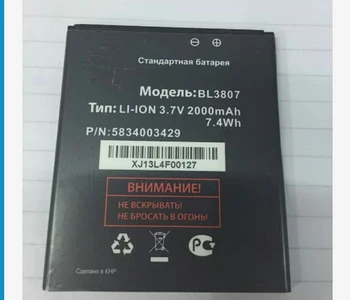 Стандартная батарея
Модель:BL3807
Тип: LI-ION 3.7V 2000mAh
7.4Wh
P/N:5834003429
XJ13L4F00127
ВНИМАНИЕ!
НЕ ВСКРЫВАТЬ!
НЕ БРОСАТЬ В ОГОНЬ!
Сделано в КНР